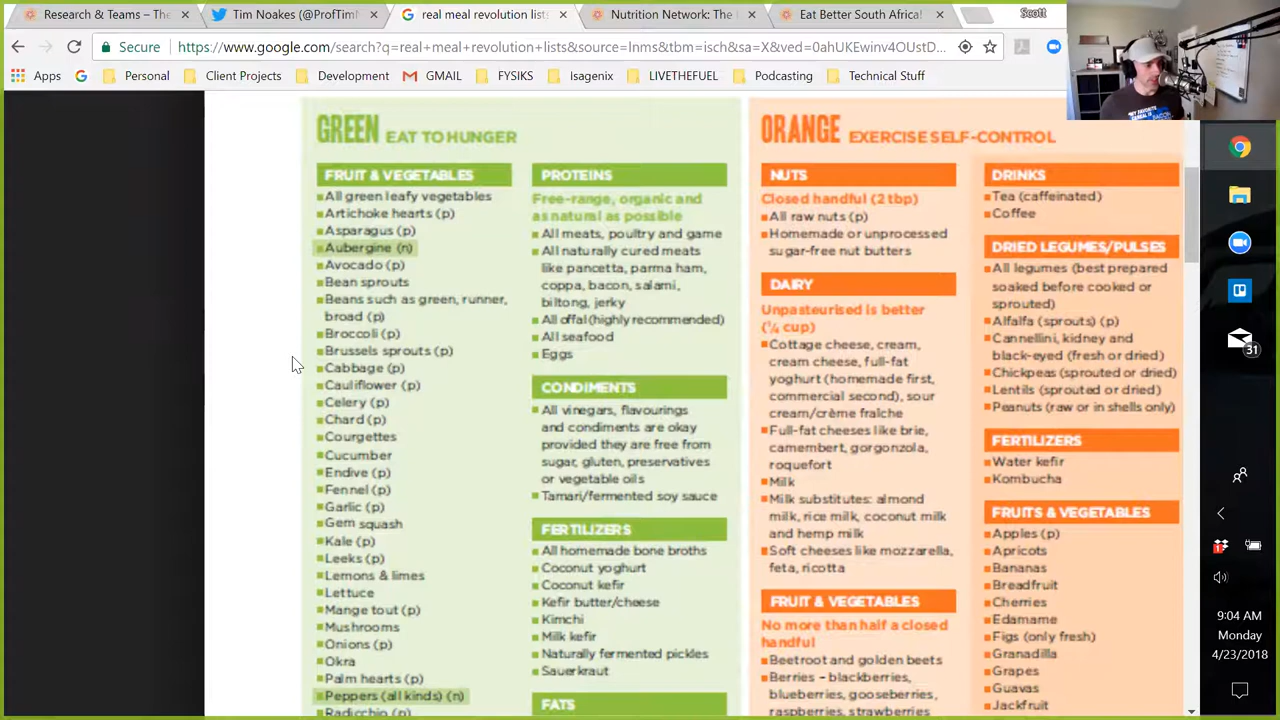 Research & Teams – The
Tim Noakes (@ProfTimN
real meal revolution lists
Nutrition Network: The I
Eat Better South Africa!
Scott
Secure
https://www.google.com/search?q=real+meal+revolution
Apps
Personal
Client Projects
Development
GMAIL
FYSIKS
Isagenix
LIVETHEFUEL
Podcasting
Technical Stuff
GREEN EAT TO HUNGER
FRUIT & VEGETABLES
All green leafy vegetables
Artichoke hearts (p)
Asparagus (p)
Aubergine (n)
Avocado (p)
Bean sprouts
Beans such as green, runner,
broad (p)
Broccoli (p)
Brussels sprouts (p)
Cabbage (p)
Cauliflower (p)
Celery (p)
Chard (p)
Courgettes
Cucumber
Endive (p)
Fennel (p)
Garlic (p)
Gem squash
Kale (p)
Leeks (p)
Lemons & limes
Lettuce
Mange tout (p)
Mushrooms
Onions (p)
Okra
Palm hearts (p)
Peppers (all kinds) (n)
Radicchio (p)
PROTEINS
Free-range, organic and
as natural as possible
All meats, poultry and game
All naturally cured meats
like pancetta, parma ham,
coppa, bacon, salami,
biltong, jerky
All offal (highly recommended)
All seafood
Eggs
CONDIMENTS
All vinegars, flavourings
and condiments are okay
provided they are free from
sugar, gluten, preservatives
or vegetable oils
Tamari/fermented soy sauce
FERTILIZERS
All homemade bone broths
Coconut yoghurt
Coconut kefir
Kefir butter/cheese
Kimchi
Milk kefir
Naturally fermented pickles
Sauerkraut
FATS
ORANGE EXERCISE SELF-CONTROL
NUTS
Closed handful (2 tbp)
All raw nuts (p)
Homemade or unprocessed
sugar-free nut butters
DAIRY
Unpasteurised is better
(¼ cup)
Cottage cheese, cream,
cream cheese, full-fat
yoghurt (homemade first,
commercial second), sour
cream/crème fraîche
Full-fat cheeses like brie,
camembert, gorgonzola,
roquefort
Milk
Milk substitutes: almond
milk, rice milk, coconut milk
and hemp milk
Soft cheeses like mozzarella,
feta, ricotta
FRUIT & VEGETABLES
No more than half a closed
handful
Beetroot and golden beets
Berries – blackberries,
blueberries, gooseberries,
raspberries, strawberries
DRINKS
Tea (caffeinated)
Coffee
DRIED LEGUMES/PULSES
All legumes (best prepared
soaked before cooked or
sprouted)
Alfalfa (sprouts) (p)
Cannellini, kidney and
black-eyed (fresh or dried)
Chickpeas (sprouted or dried)
Lentils (sprouted or dried)
Peanuts (raw or in shells only)
FERTILIZERS
Water kefir
Kombucha
FRUITS & VEGETABLES
Apples (p)
Apricots
Bananas
Breadfruit
Cherries
Edamame
Figs (only fresh)
Granadilla
Grapes
Guavas
Jackfruit
31
9:04 AM
Monday
4/23/2018